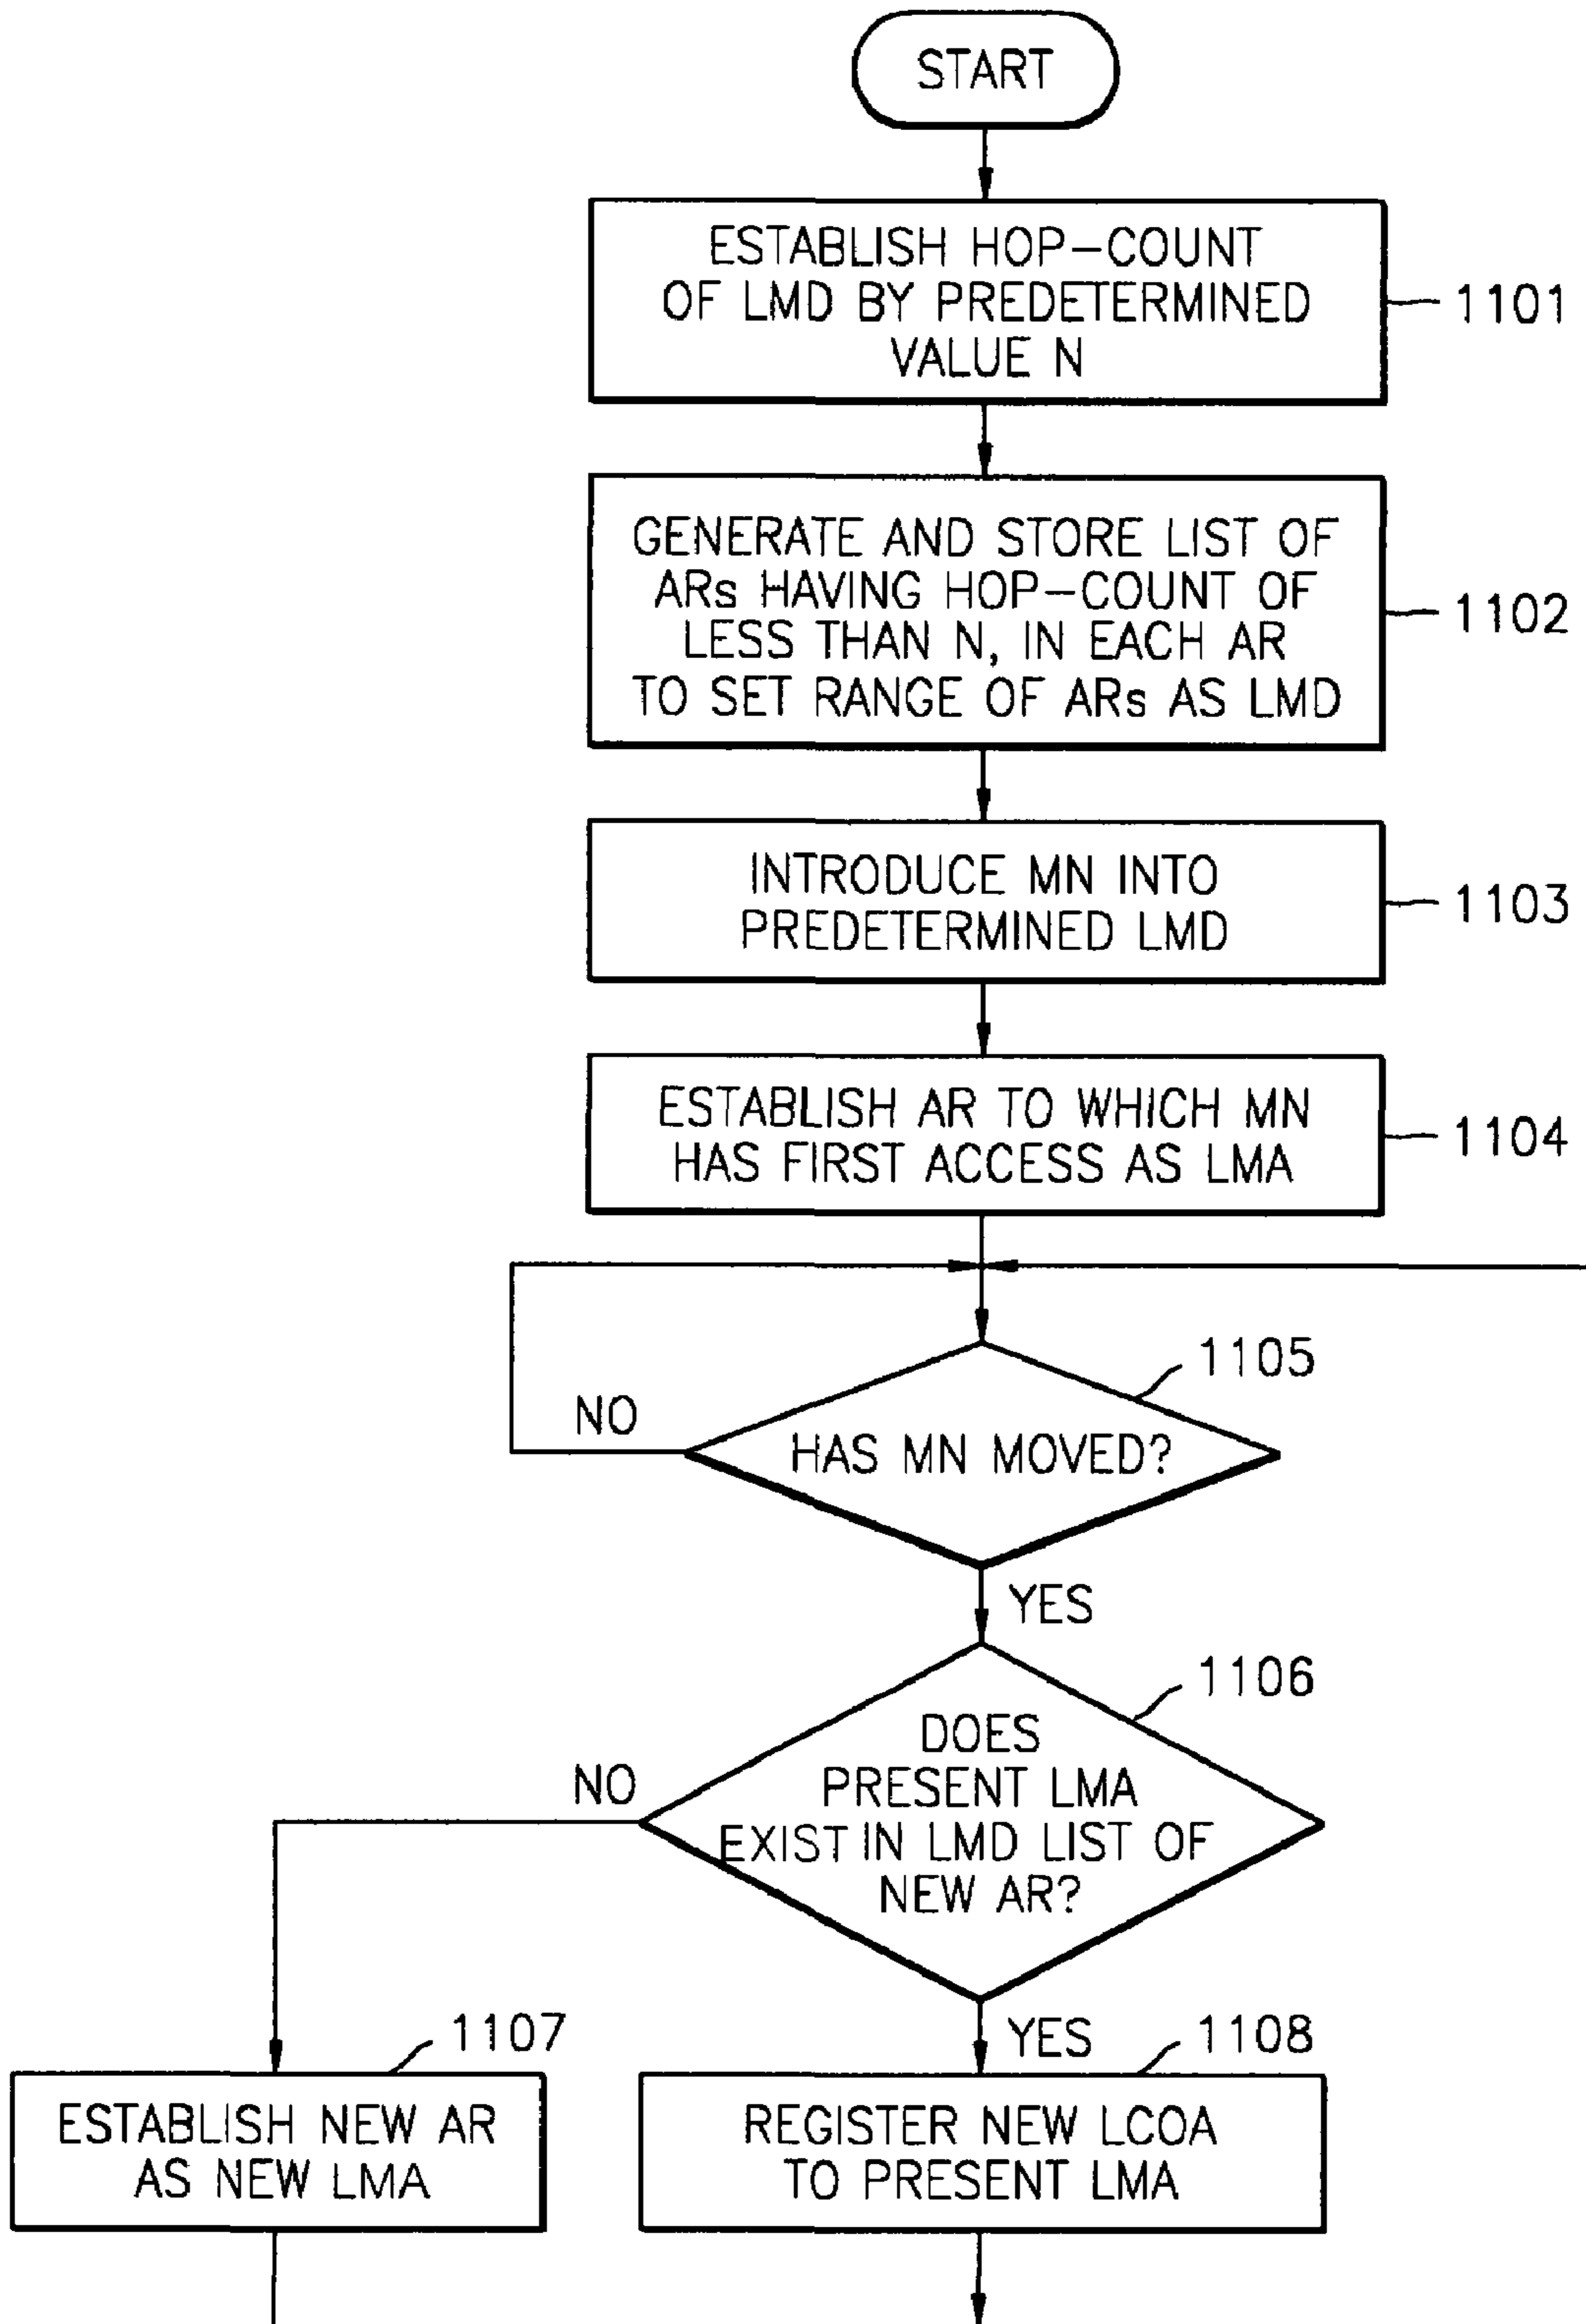 START
ESTABLISH HOP-COUNT
OF LMD BY PREDETERMINED
VALUE N
1101
GENERATE AND STORE LIST OF
ARs HAVING HOP-COUNT OF
LESS THAN N, IN EACH AR
TO SET RANGE OF ARs AS LMD
1102
INTRODUCE MN INTO
PREDETERMINED LMD
1103
ESTABLISH AR TO WHICH MN
HAS FIRST ACCESS AS LMA
1104
1105
NO
HAS MN MOVED?
YES
1106
DOES
PRESENT LMA
EXIST IN LMD LIST OF
NEW AR?
NO
YES
1107
ESTABLISH NEW AR
AS NEW LMA
1108
REGISTER NEW LCOA
TO PRESENT LMA